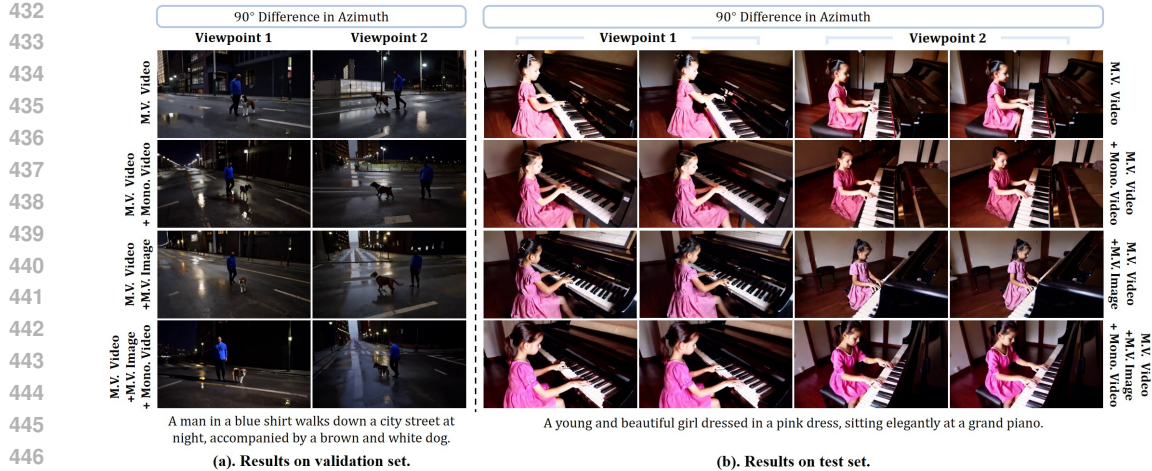 432
433
434
435
436
437
438
439
440
441
442
443
444
445
446
90° Difference in Azimuth
Viewpoint 1
Viewpoint 2
M.V. Video
M.V. Video
+ Mono. Video
M.V. Video
+M.V. Image
M.V. Video
+M.V. Image
+ Mono. Video
A man in a blue shirt walks down a city street at
night, accompanied by a brown and white dog.
(a). Results on validation set.
90° Difference in Azimuth
Viewpoint 1
Viewpoint 2
M.V. Video
M.V. Video
+ Mono. Video
M.V. Video
+M.V. Image
M.V. Video
+M.V. Image
+ Mono. Video
A young and beautiful girl dressed in a pink dress, sitting elegantly at a grand piano.
(b). Results on test set.